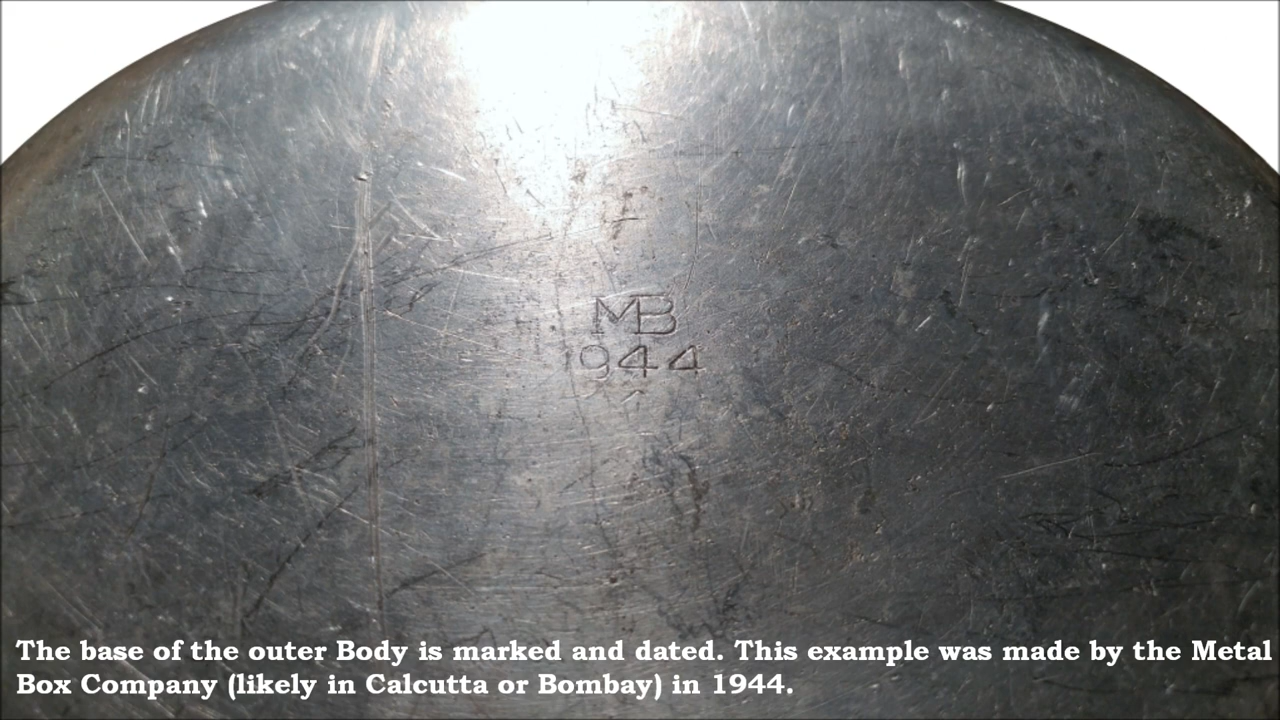 MB
1944
The base of the outer Body is marked and dated. This example was made by the Metal
Box Company (likely in Calcutta or Bombay) in 1944.